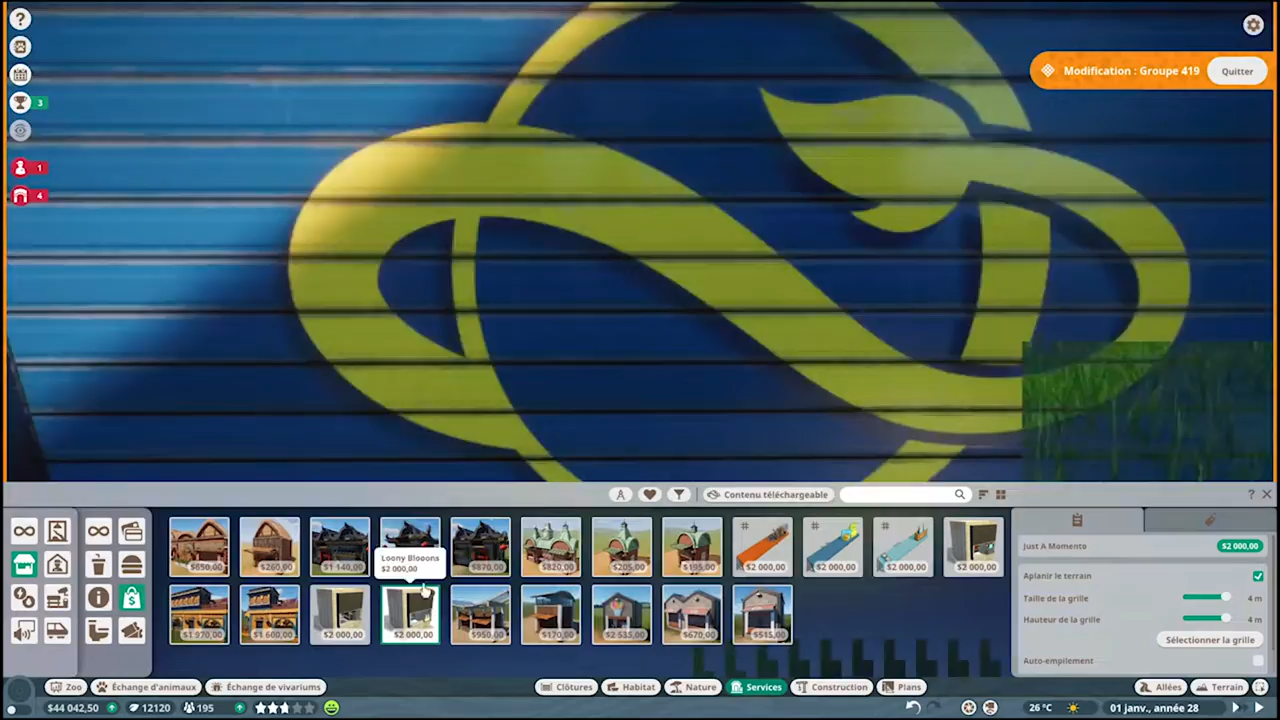 ?
Modification : Groupe 419
Quitter
3
1
4
Contenu téléchargeable
? ×
$650,00
$260,00
$1 140,00
$870,00
$820,00
$205,00
$195,00
# $2 000,00
# $2 000,00
# $2 000,00
$2 000,00
Loony Blooons
$2 000,00
$1 970,00
$1 600,00
$2 000,00
$2 000,00
$950,00
$170,00
$2 535,00
$670,00
$515,00
Just A Momento
$2 000,00
Aplanir le terrain
Taille de la grille
4 m
Hauteur de la grille
4 m
Sélectionner la grille
Auto-empilement
Zoo
Échange d'animaux
Échange de vivariums
Clôtures
Habitat
Nature
Services
Construction
Plans
Allées
Terrain
$44 042,50
12120
195
26 °C
01 janv., année 28